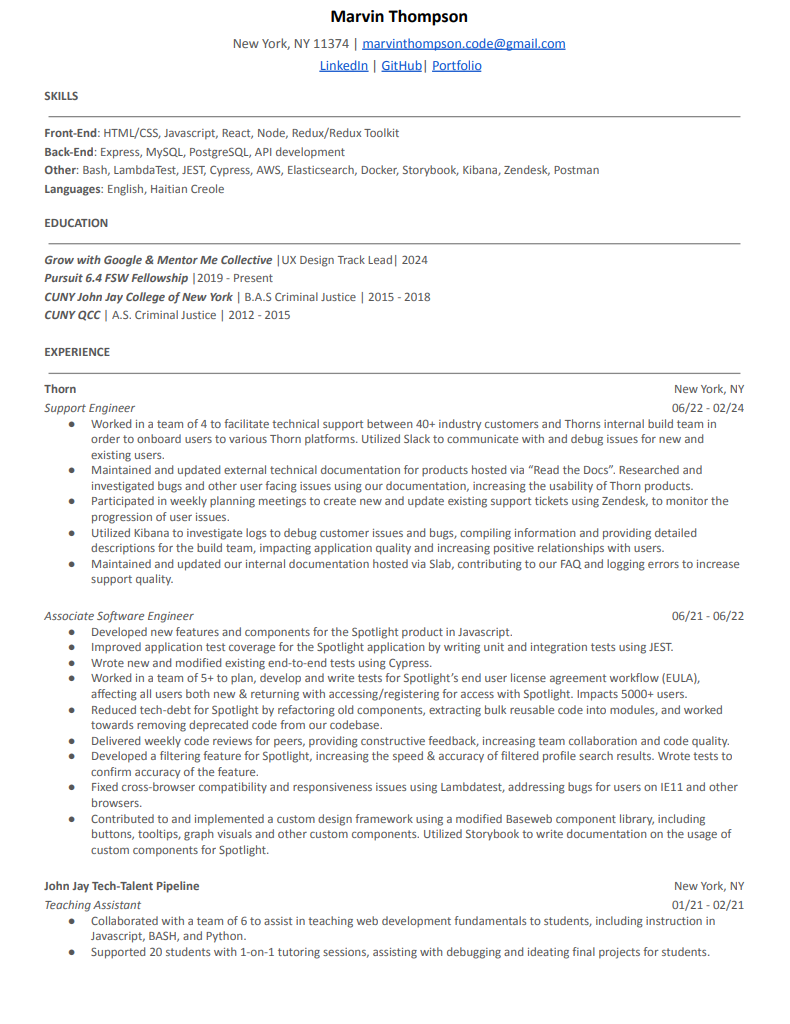 Marvin Thompson
New York, NY 11374 | marvinthompson.code@gmail.com
LinkedIn | GitHub| Portfolio
SKILLS
Front-End: HTML/CSS, Javascript, React, Node, Redux/Redux Toolkit
Back-End: Express, MySQL, PostgreSQL, API development
Other: Bash, LambdaTest, JEST, Cypress, AWS, Elasticsearch, Docker, Storybook, Kibana, Zendesk, Postman
Languages: English, Haitian Creole
EDUCATION
Grow with Google & Mentor Me Collective |UX Design Track Lead| 2024
Pursuit 6.4 FSW Fellowship |2019 - Present
CUNY John Jay College of New York | B.A.S Criminal Justice | 2015 - 2018
CUNY QCC | A.S. Criminal Justice | 2012 - 2015
EXPERIENCE
Thorn New York, NY
Support Engineer 06/22 - 02/24
● Worked in a team of 4 to facilitate technical support between 40+ industry customers and Thorns internal build team in
order to onboard users to various Thorn platforms. Utilized Slack to communicate with and debug issues for new and
existing users.
● Maintained and updated external technical documentation for products hosted via “Read the Docs”. Researched and
investigated bugs and other user facing issues using our documentation, increasing the usability of Thorn products.
● Participated in weekly planning meetings to create new and update existing support tickets using Zendesk, to monitor the
progression of user issues.
● Utilized Kibana to investigate logs to debug customer issues and bugs, compiling information and providing detailed
descriptions for the build team, impacting application quality and increasing positive relationships with users.
● Maintained and updated our internal documentation hosted via Slab, contributing to our FAQ and logging errors to increase
support quality.
Associate Software Engineer 06/21 - 06/22
● Developed new features and components for the Spotlight product in Javascript.
● Improved application test coverage for the Spotlight application by writing unit and integration tests using JEST.
● Wrote new and modified existing end-to-end tests using Cypress.
● Worked in a team of 5+ to plan, develop and write tests for Spotlight’s end user license agreement workflow (EULA),
affecting all users both new & returning with accessing/registering for access with Spotlight. Impacts 5000+ users.
● Reduced tech-debt for Spotlight by refactoring old components, extracting bulk reusable code into modules, and worked
towards removing deprecated code from our codebase.
● Delivered weekly code reviews for peers, providing constructive feedback, increasing team collaboration and code quality.
● Developed a filtering feature for Spotlight, increasing the speed & accuracy of filtered profile search results. Wrote tests to
confirm accuracy of the feature.
● Fixed cross-browser compatibility and responsiveness issues using Lambdatest, addressing bugs for users on IE11 and other
browsers.
● Contributed to and implemented a custom design framework using a modified Baseweb component library, including
buttons, tooltips, graph visuals and other custom components. Utilized Storybook to write documentation on the usage of
custom components for Spotlight.
John Jay Tech-Talent Pipeline New York, NY
Teaching Assistant 01/21 - 02/21
● Collaborated with a team of 6 to assist in teaching web development fundamentals to students, including instruction in
Javascript, BASH, and Python.
● Supported 20 students with 1-on-1 tutoring sessions, assisting with debugging and ideating final projects for students.